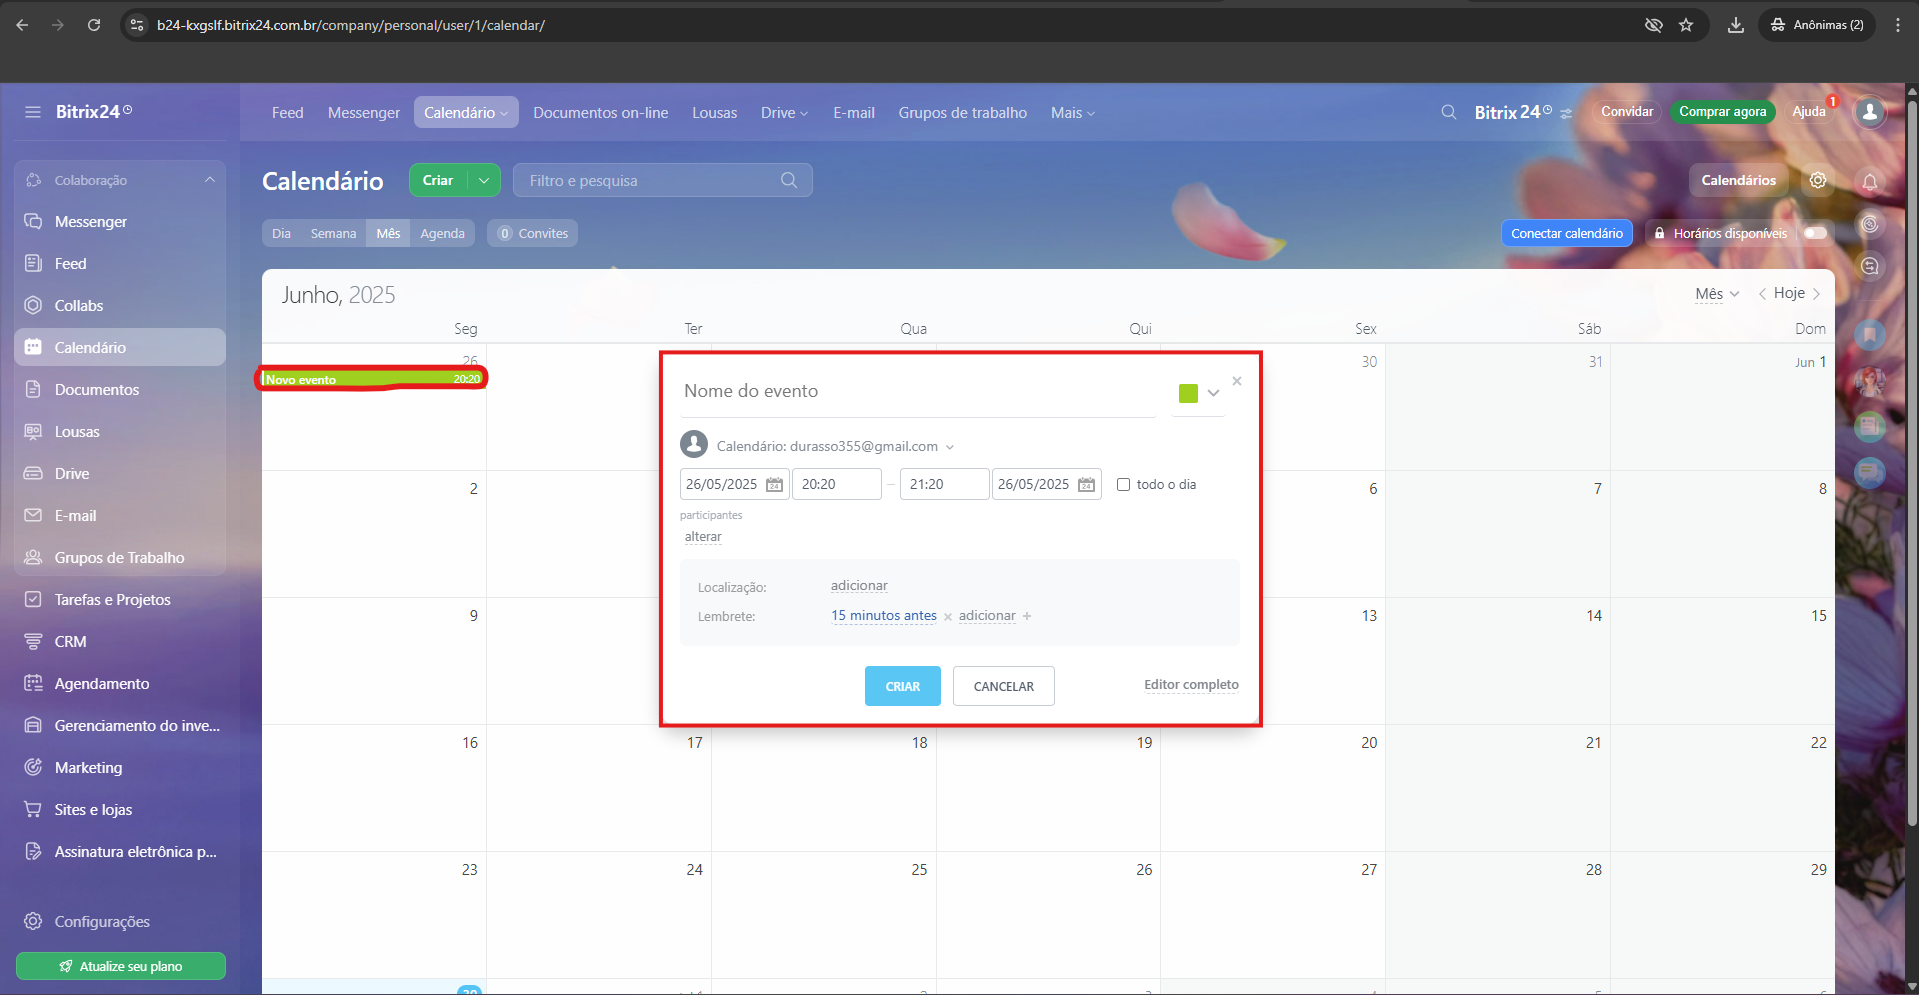 b24-kxgslf.bitrix24.com.br/company/personal/user/1/calendar/
Anônimas (2)
Bitrix24
Feed Messenger Calendário Documentos on-line Lousas Drive E-mail Grupos de trabalho Mais
Bitrix 24 Convidar Comprar agora Ajuda 1
Colaboração
Messenger
Feed
Collabs
Calendário
Documentos
Lousas
Drive
E-mail
Grupos de Trabalho
Tarefas e Projetos
CRM
Agendamento
Gerenciamento do inve...
Marketing
Sites e lojas
Assinatura eletrônica p...
Configurações
Atualize seu plano
Calendário Criar Filtro e pesquisa Calendários
Dia Semana Mês Agenda 0 Convites Conectar calendário Horários disponíveis
Junho, 2025 Mês Hoje
Seg Ter Qua Qui Sex Sáb Dom
26 30 31 Jun 1
Novo evento 20:20
Nome do evento
Calendário: durasso355@gmail.com
26/05/2025 24 20:20 – 21:20 26/05/2025 24 todo o dia
participantes
alterar
Localização: adicionar
Lembrete: 15 minutos antes × adicionar +
CRIAR CANCELAR Editor completo
2 6 7 8
9 13 14 15
16 17 18 19 20 21 22
23 24 25 26 27 28 29
30